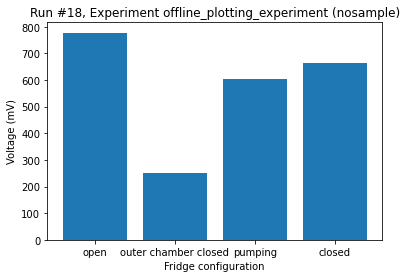 Run #18, Experiment offline_plotting_experiment (nosample)
800
700
600
500
400
300
200
100
0
Voltage (mV)
open outer chamber closed pumping closed
Fridge configuration